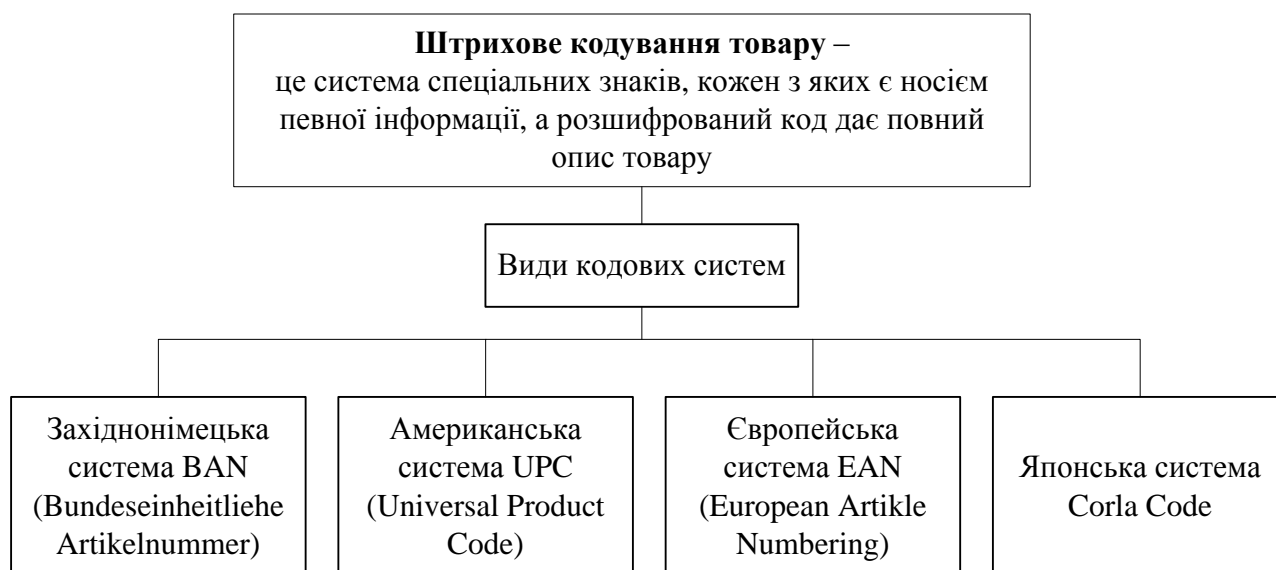 Штрихове кодування товару –
це система спеціальних знаків, кожен з яких є носієм
певної інформації, а розшифрований код дає повний
опис товару
Види кодових систем
Західнонімецька
система BAN
(Bundeseinheitliehe
Artikelnummer)
Американська
система UPC
(Universal Product
Code)
Європейська
система EAN
(European Artikle
Numbering)
Японська система
Corla Code